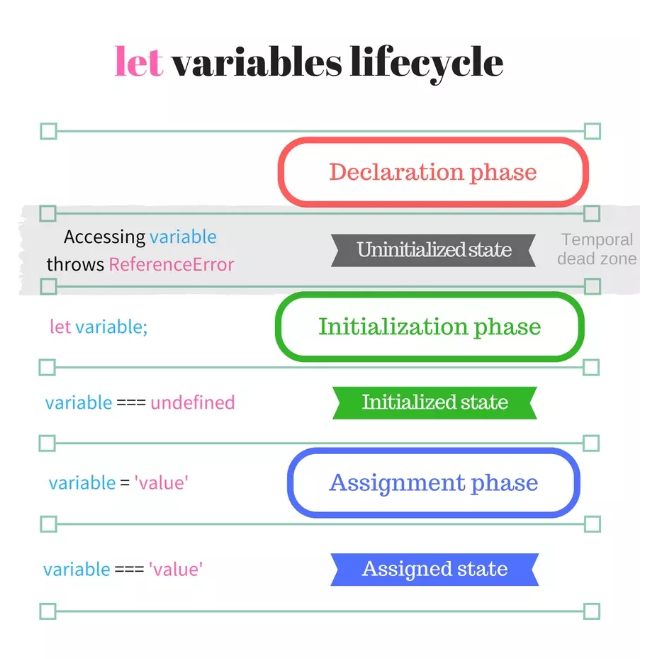 let variables lifecycle
Declaration phase
Accessing variable
throws ReferenceError
Uninitialized state
Temporal
dead zone
let variable;
Initialization phase
variable === undefined
Initialized state
variable = 'value'
Assignment phase
variable === 'value'
Assigned state